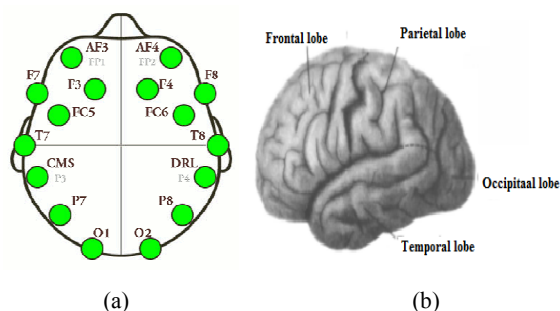 AF3 AF4
FP1 FP2
F7 F3 F4 F8
FC5 FC6
T7 T8
CMS DRL
P3 P4
P7 P8
O1 O2
(a)
Frontal lobe
Parietal lobe
Occipitaal lobe
Temporal lobe
(b)